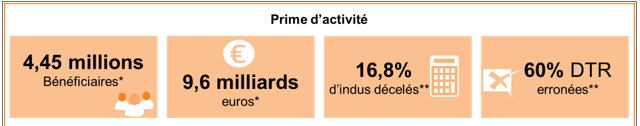 Prime d'activité
4,45 millions
Bénéficiaires*
€
9,6 milliards
euros*
16,8%
d'indus décelés**
60% DTR
erronées**